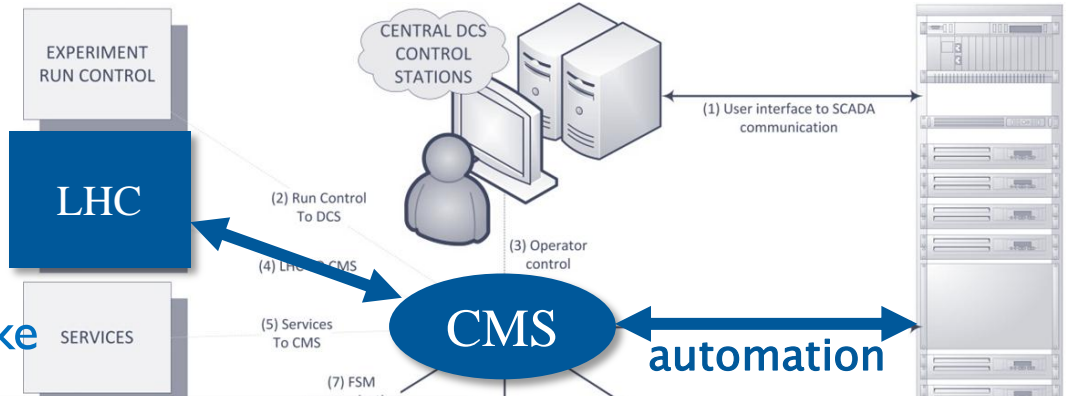 CENTRAL DCS
CONTROL
STATIONS
EXPERIMENT
RUN CONTROL
(1) User interface to SCADA
communication
LHC
(2) Run Control
To DCS
(3) Operator
control
(4) LHC TO CMS
CMS
automation
(5) Services
To CMS
ke
SERVICES
(7) FSM